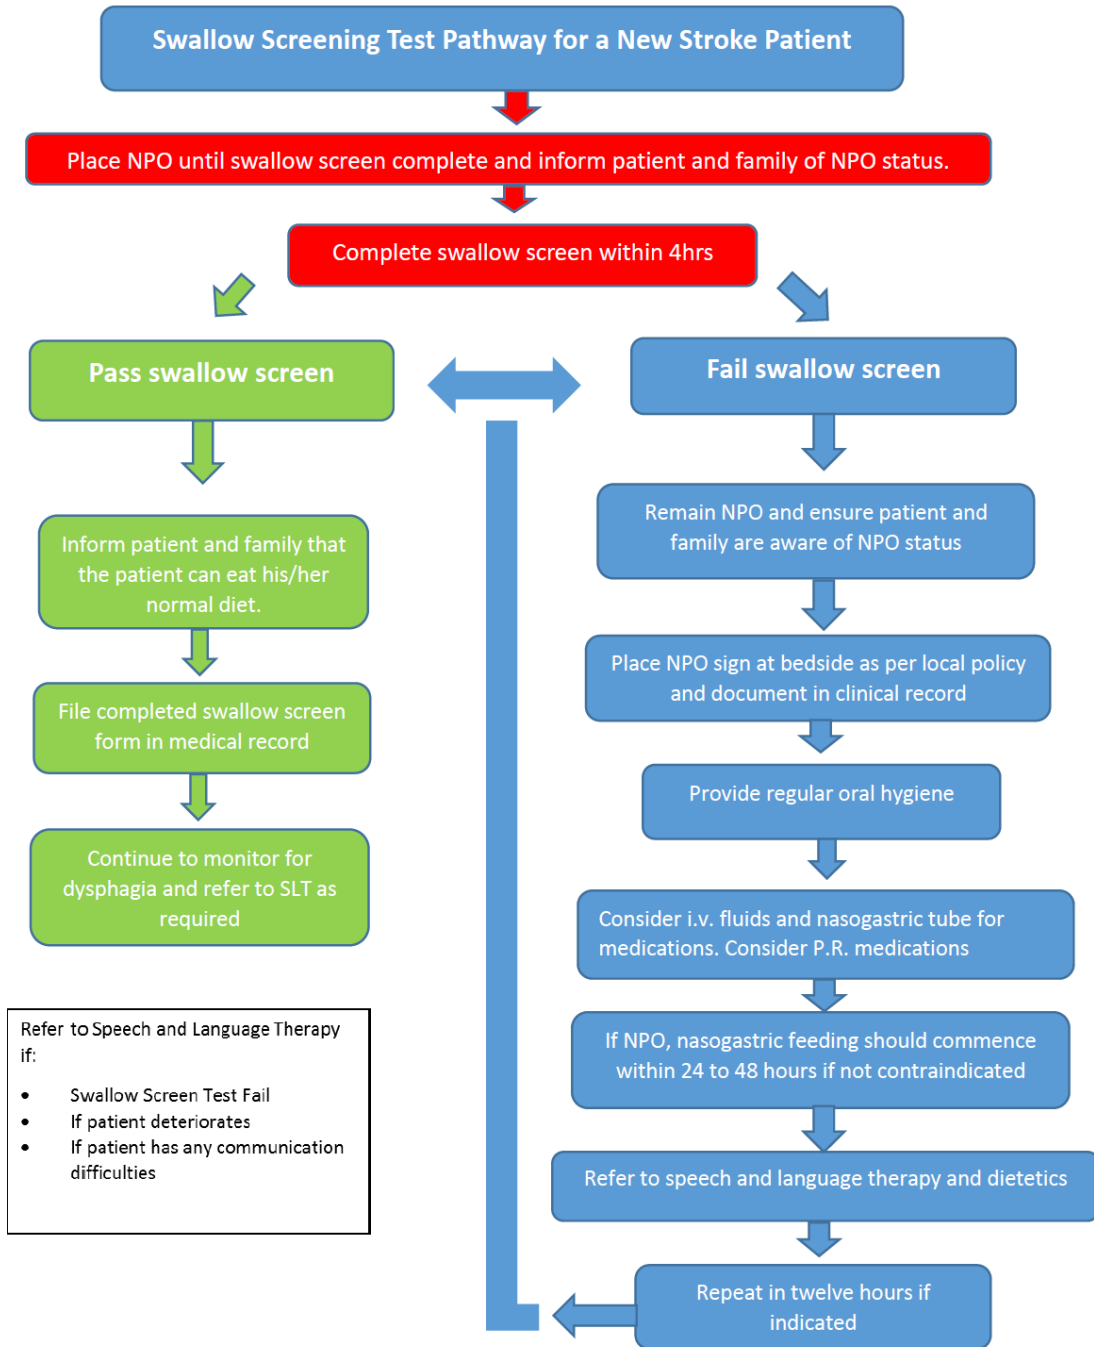 Swallow Screening Test Pathway for a New Stroke Patient
Place NPO until swallow screen complete and inform patient and family of NPO status.
Complete swallow screen within 4hrs
Pass swallow screen
Inform patient and family that
the patient can eat his/her
normal diet.
File completed swallow screen
form in medical record
Continue to monitor for
dysphagia and refer to SLT as
required
Fail swallow screen
Remain NPO and ensure patient and
family are aware of NPO status
Place NPO sign at bedside as per local policy
and document in clinical record
Provide regular oral hygiene
Consider i.v. fluids and nasogastric tube for
medications. Consider P.R. medications
If NPO, nasogastric feeding should commence
within 24 to 48 hours if not contraindicated
Refer to speech and language therapy and dietetics
Repeat in twelve hours if
indicated
Refer to Speech and Language Therapy
if:
• Swallow Screen Test Fail
• If patient deteriorates
• If patient has any communication
difficulties